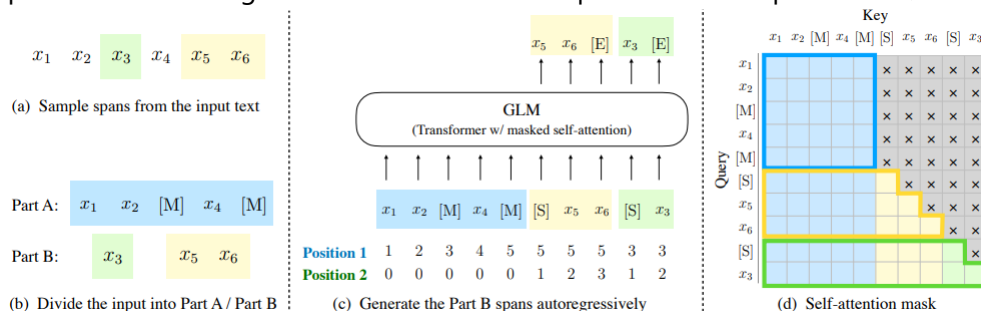 x1 x2 x3 x4 x5 x6
(a) Sample spans from the input text
Part A: x1 x2 [M] x4 [M]
Part B: x3 x5 x6
(b) Divide the input into Part A / Part B
x5 x6 [E] x3 [E]
GLM
(Transformer w/ masked self-attention)
x1 x2 [M] x4 [M] [S] x5 x6 [S] x3
Position 1 1 2 3 4 5 5 5 5 3 3
Position 2 0 0 0 0 0 1 2 3 1 2
(c) Generate the Part B spans autoregressively
Key
x1 x2 [M] x4 [M] [S] x5 x6 [S] x3
Query
x1 × × × × ×
x2 × × × × ×
[M] × × × × ×
x4 × × × × ×
[M] × × × × ×
[S] × × × ×
x5 × × ×
x6 × ×
[S] ×
x3
(d) Self-attention mask